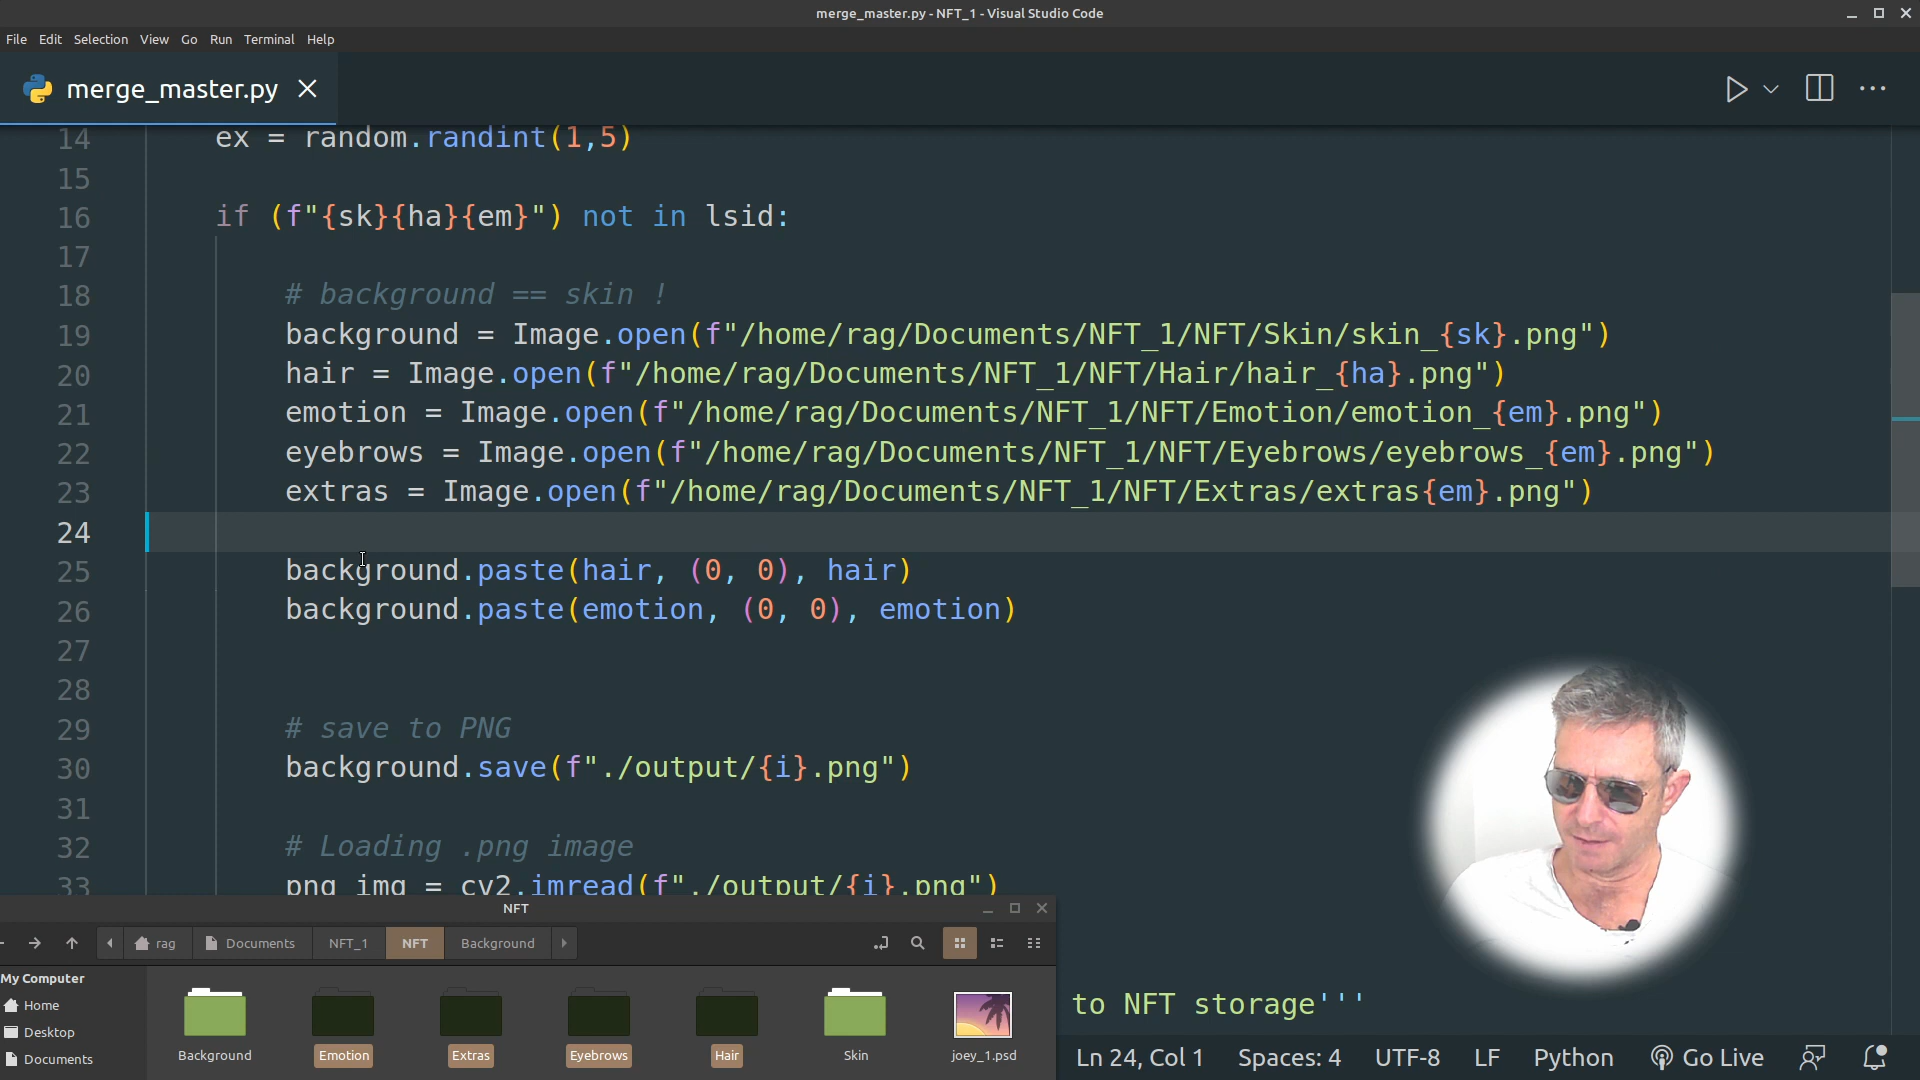 merge_master.py - NFT_1 - Visual Studio Code
File Edit Selection View Go Run Terminal Help
merge_master.py
14 ex = random.randint(1,5)
15
16 if (f"{sk}{ha}{em}") not in lsid:
17
18 # background == skin !
19 background = Image.open(f"/home/rag/Documents/NFT_1/NFT/Skin/skin_{sk}.png")
20 hair = Image.open(f"/home/rag/Documents/NFT_1/NFT/Hair/hair_{ha}.png")
21 emotion = Image.open(f"/home/rag/Documents/NFT_1/NFT/Emotion/emotion_{em}.png")
22 eyebrows = Image.open(f"/home/rag/Documents/NFT_1/NFT/Eyebrows/eyebrows_{em}.png")
23 extras = Image.open(f"/home/rag/Documents/NFT_1/NFT/Extras/extras{em}.png")
24
25 background.paste(hair, (0, 0), hair)
26 background.paste(emotion, (0, 0), emotion)
27
28
29 # save to PNG
30 background.save(f"./output/{i}.png")
31
32 # Loading .png image
33 png_img = cv2.imread(f"./output/{i}.png")
NFT
rag Documents NFT_1 NFT Background
My Computer
Home
Desktop
Documents
Background Emotion Extras Eyebrows Hair Skin joey_1.psd
to NFT storage'''
Ln 24, Col 1 Spaces: 4 UTF-8 LF Python Go Live